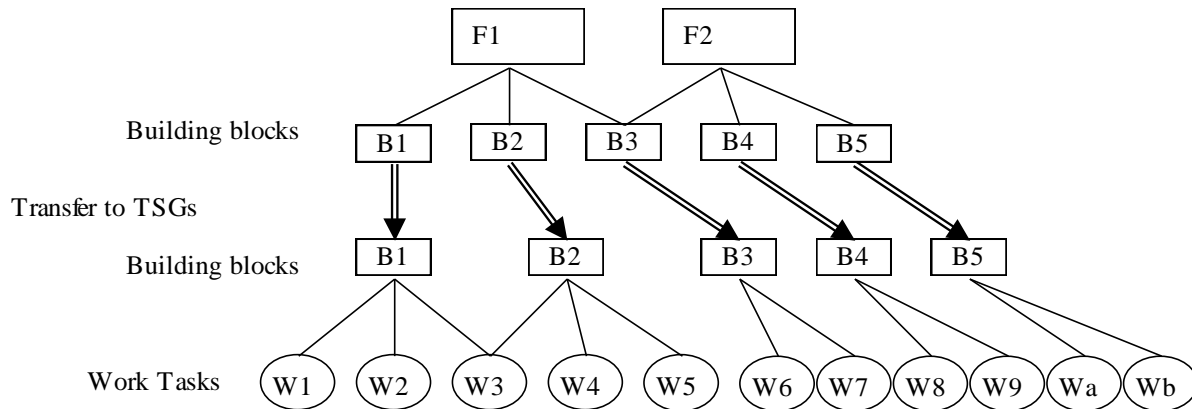 F1 F2
Building blocks B1 B2 B3 B4 B5
Transfer to TSGs
Building blocks B1 B2 B3 B4 B5
Work Tasks W1 W2 W3 W4 W5 W6 W7 W8 W9 Wa Wb